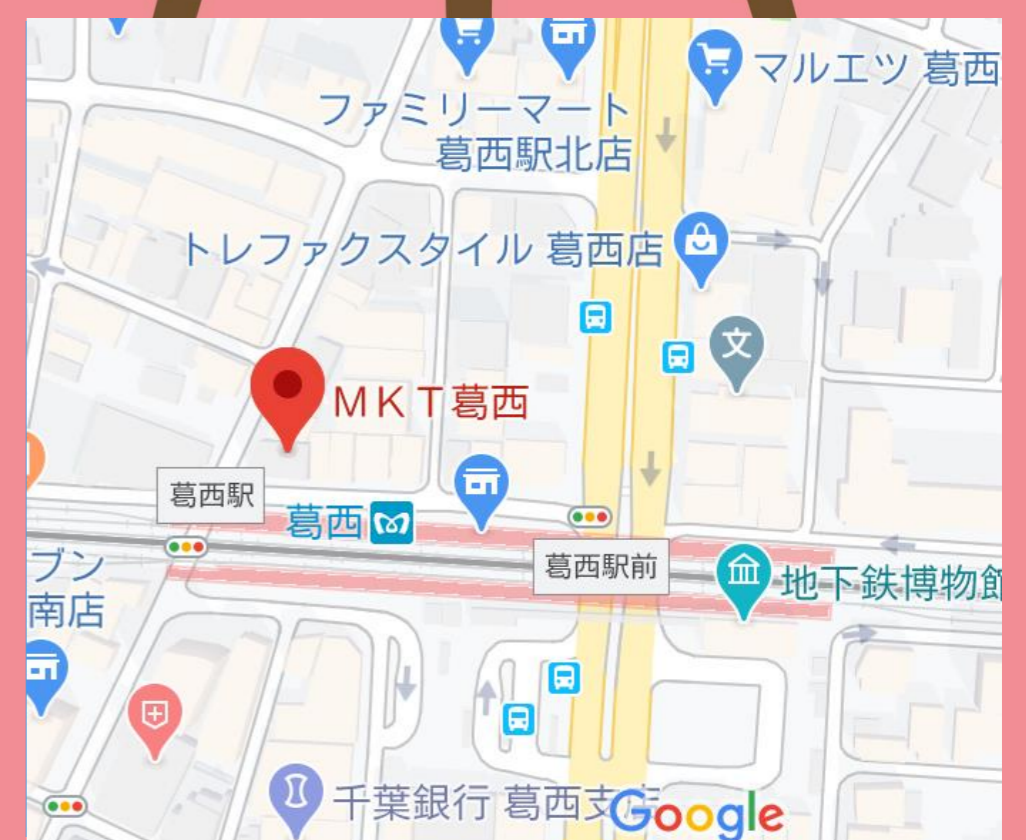 マルエツ 葛西
ファミリーマート
葛西駅北店
トレファクスタイル 葛西店
文
ＭＫＴ葛西
葛西駅
葛西
葛西駅前
ブン
南店
地下鉄博物館
千葉銀行 葛西支店
Google